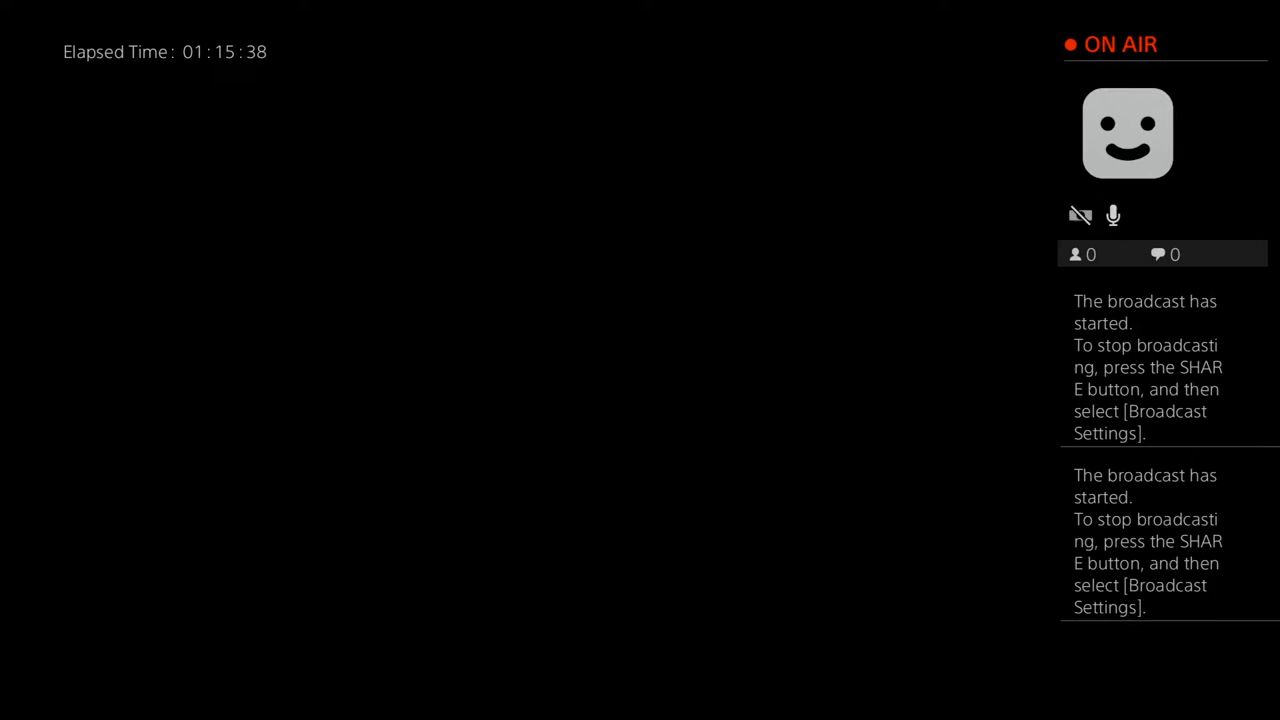 Elapsed Time: 01:15:38
ON AIR
0 0
The broadcast has
started.
To stop broadcasti
ng, press the SHAR
E button, and then
select [Broadcast
Settings].
The broadcast has
started.
To stop broadcasti
ng, press the SHAR
E button, and then
select [Broadcast
Settings].